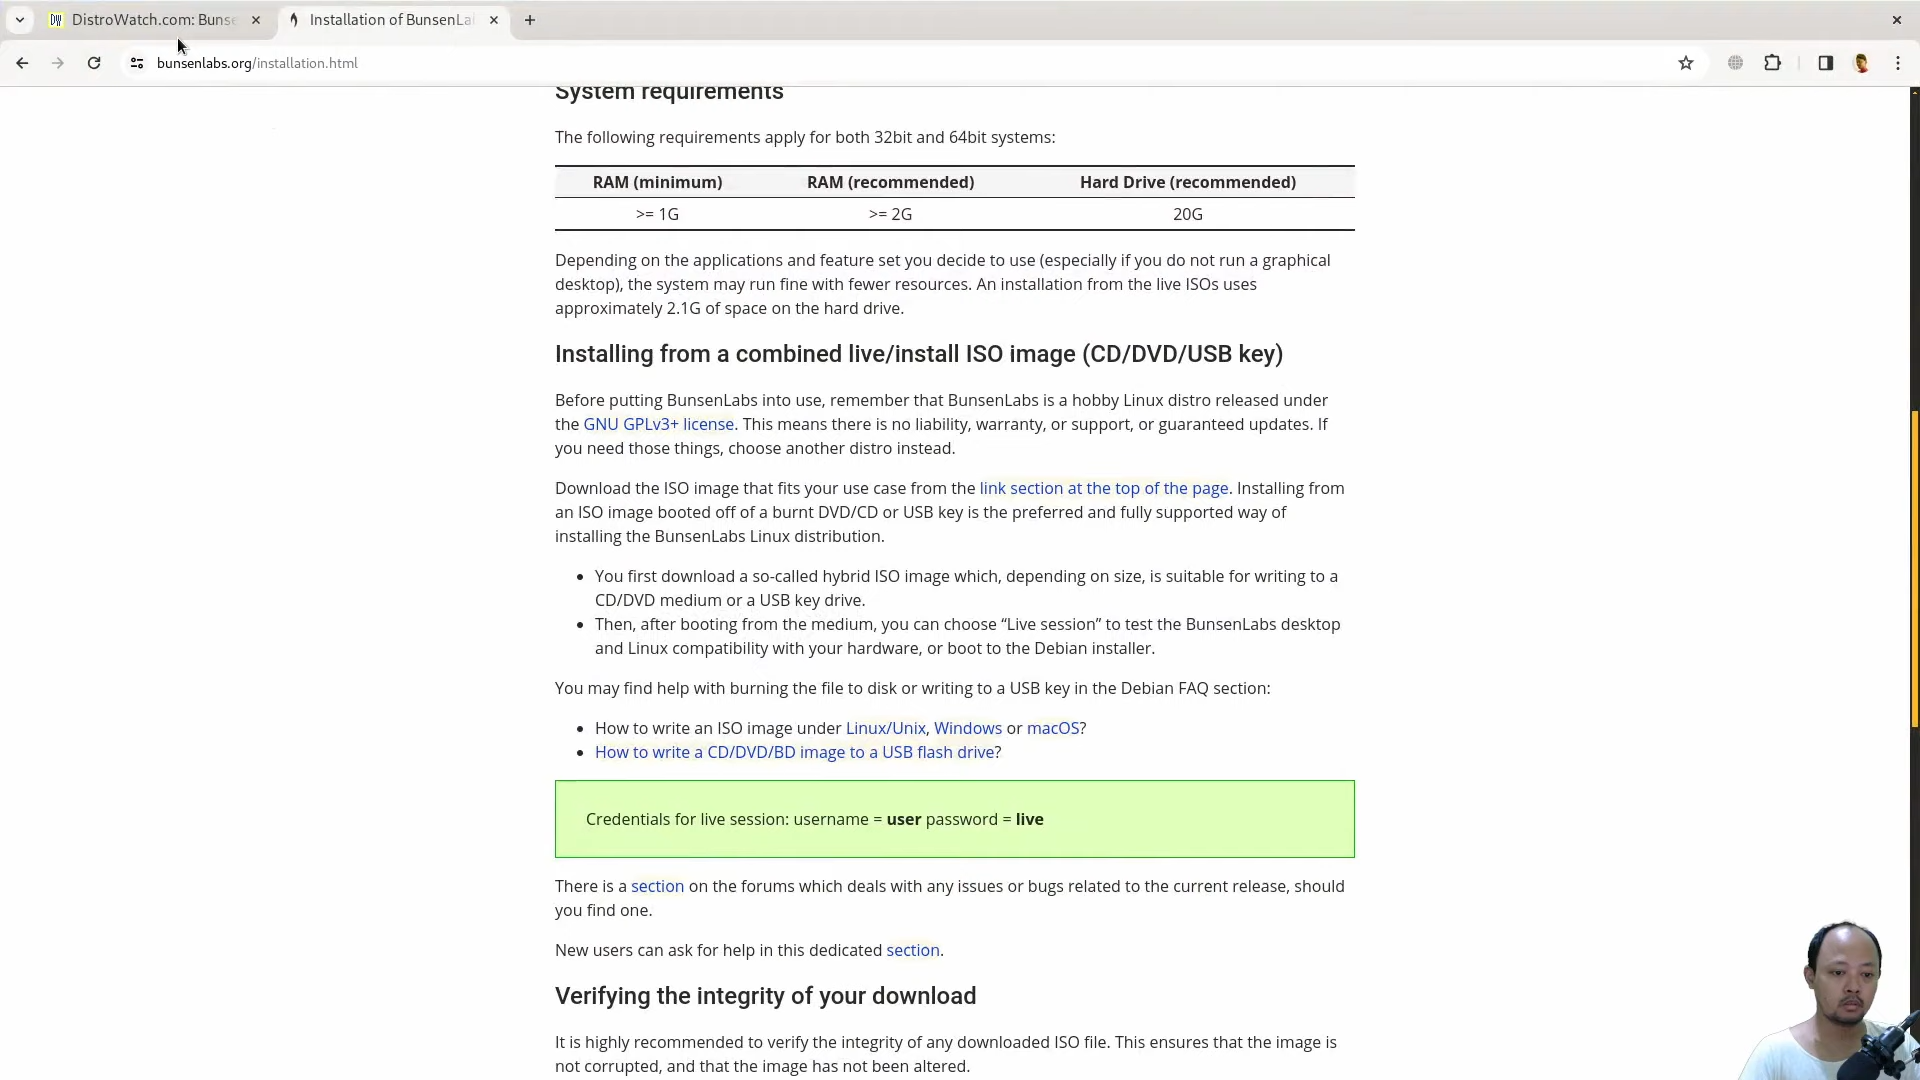 DistroWatch.com: Bunse
Installation of BunsenLa
bunsenlabs.org/installation.html
System requirements
The following requirements apply for both 32bit and 64bit systems:
RAM (minimum) RAM (recommended) Hard Drive (recommended)
>= 1G >= 2G 20G
Depending on the applications and feature set you decide to use (especially if you do not run a graphical
desktop), the system may run fine with fewer resources. An installation from the live ISOs uses
approximately 2.1G of space on the hard drive.
Installing from a combined live/install ISO image (CD/DVD/USB key)
Before putting BunsenLabs into use, remember that BunsenLabs is a hobby Linux distro released under
the GNU GPLv3+ license. This means there is no liability, warranty, or support, or guaranteed updates. If
you need those things, choose another distro instead.
Download the ISO image that fits your use case from the link section at the top of the page. Installing from
an ISO image booted off of a burnt DVD/CD or USB key is the preferred and fully supported way of
installing the BunsenLabs Linux distribution.
• You first download a so-called hybrid ISO image which, depending on size, is suitable for writing to a
CD/DVD medium or a USB key drive.
• Then, after booting from the medium, you can choose “Live session” to test the BunsenLabs desktop
and Linux compatibility with your hardware, or boot to the Debian installer.
You may find help with burning the file to disk or writing to a USB key in the Debian FAQ section:
• How to write an ISO image under Linux/Unix, Windows or macOS?
• How to write a CD/DVD/BD image to a USB flash drive?
Credentials for live session: username = user password = live
There is a section on the forums which deals with any issues or bugs related to the current release, should
you find one.
New users can ask for help in this dedicated section.
Verifying the integrity of your download
It is highly recommended to verify the integrity of any downloaded ISO file. This ensures that the image is
not corrupted, and that the image has not been altered.